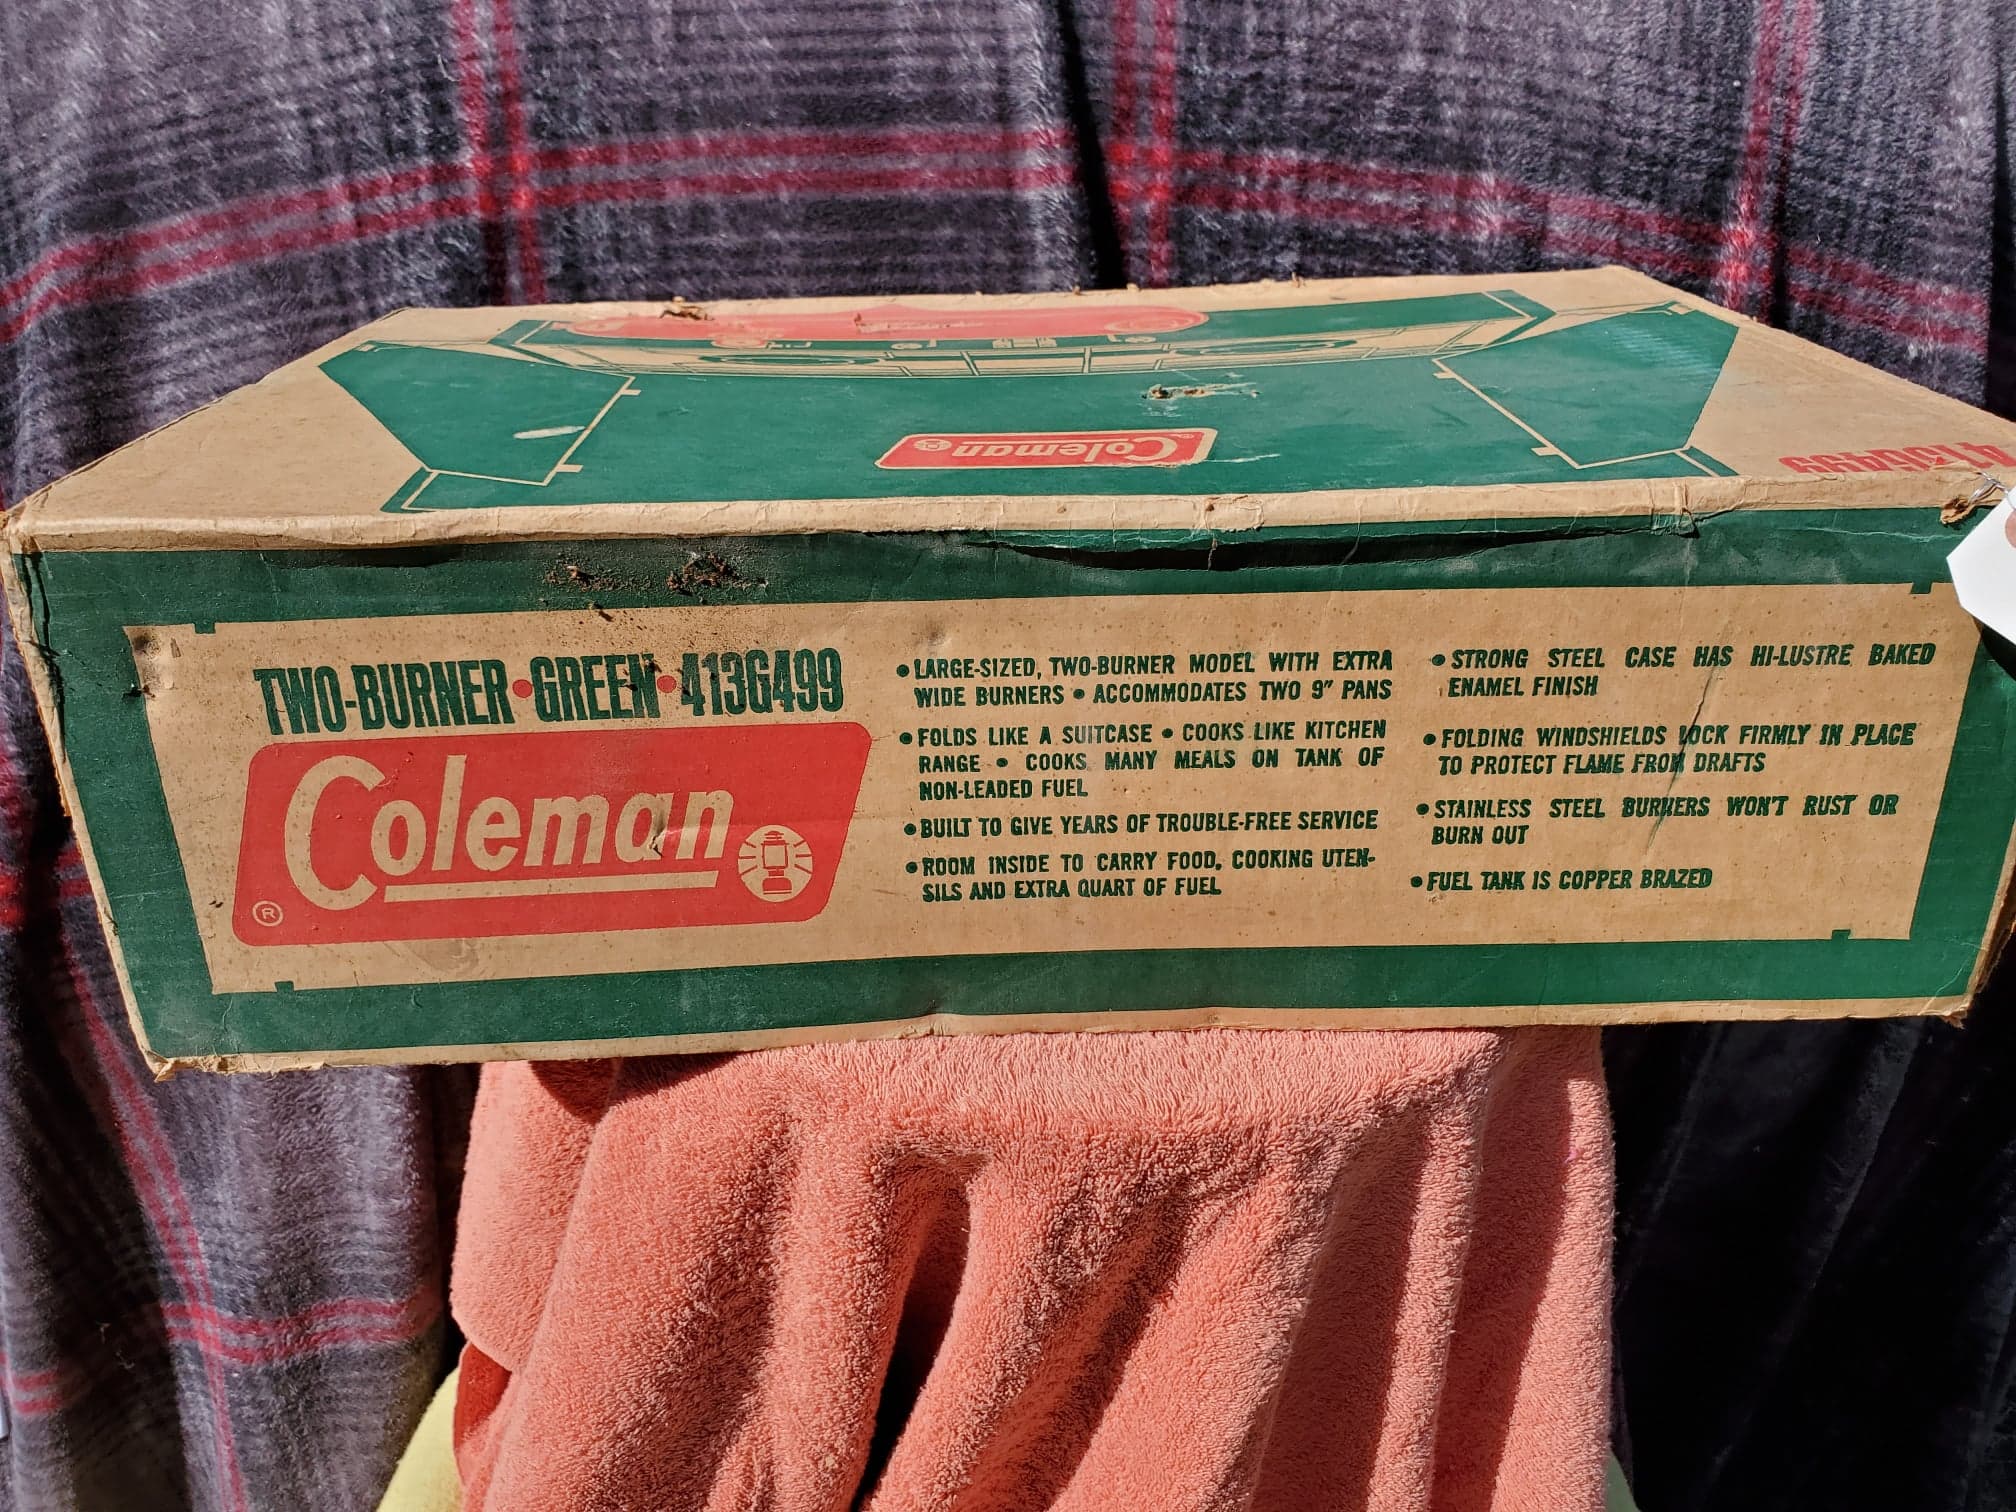 Coleman
413G499
TWO-BURNER•GREEN•413G499
Coleman
®
•LARGE-SIZED, TWO-BURNER MODEL WITH EXTRA
WIDE BURNERS • ACCOMMODATES TWO 9" PANS
•FOLDS LIKE A SUITCASE • COOKS LIKE KITCHEN
RANGE • COOKS MANY MEALS ON TANK OF
NON-LEADED FUEL
•BUILT TO GIVE YEARS OF TROUBLE-FREE SERVICE
•ROOM INSIDE TO CARRY FOOD, COOKING UTEN-
SILS AND EXTRA QUART OF FUEL
•STRONG STEEL CASE HAS HI-LUSTRE BAKED
ENAMEL FINISH
•FOLDING WINDSHIELDS LOCK FIRMLY IN PLACE
TO PROTECT FLAME FROM DRAFTS
•STAINLESS STEEL BURNERS WON'T RUST OR
BURN OUT
•FUEL TANK IS COPPER BRAZED